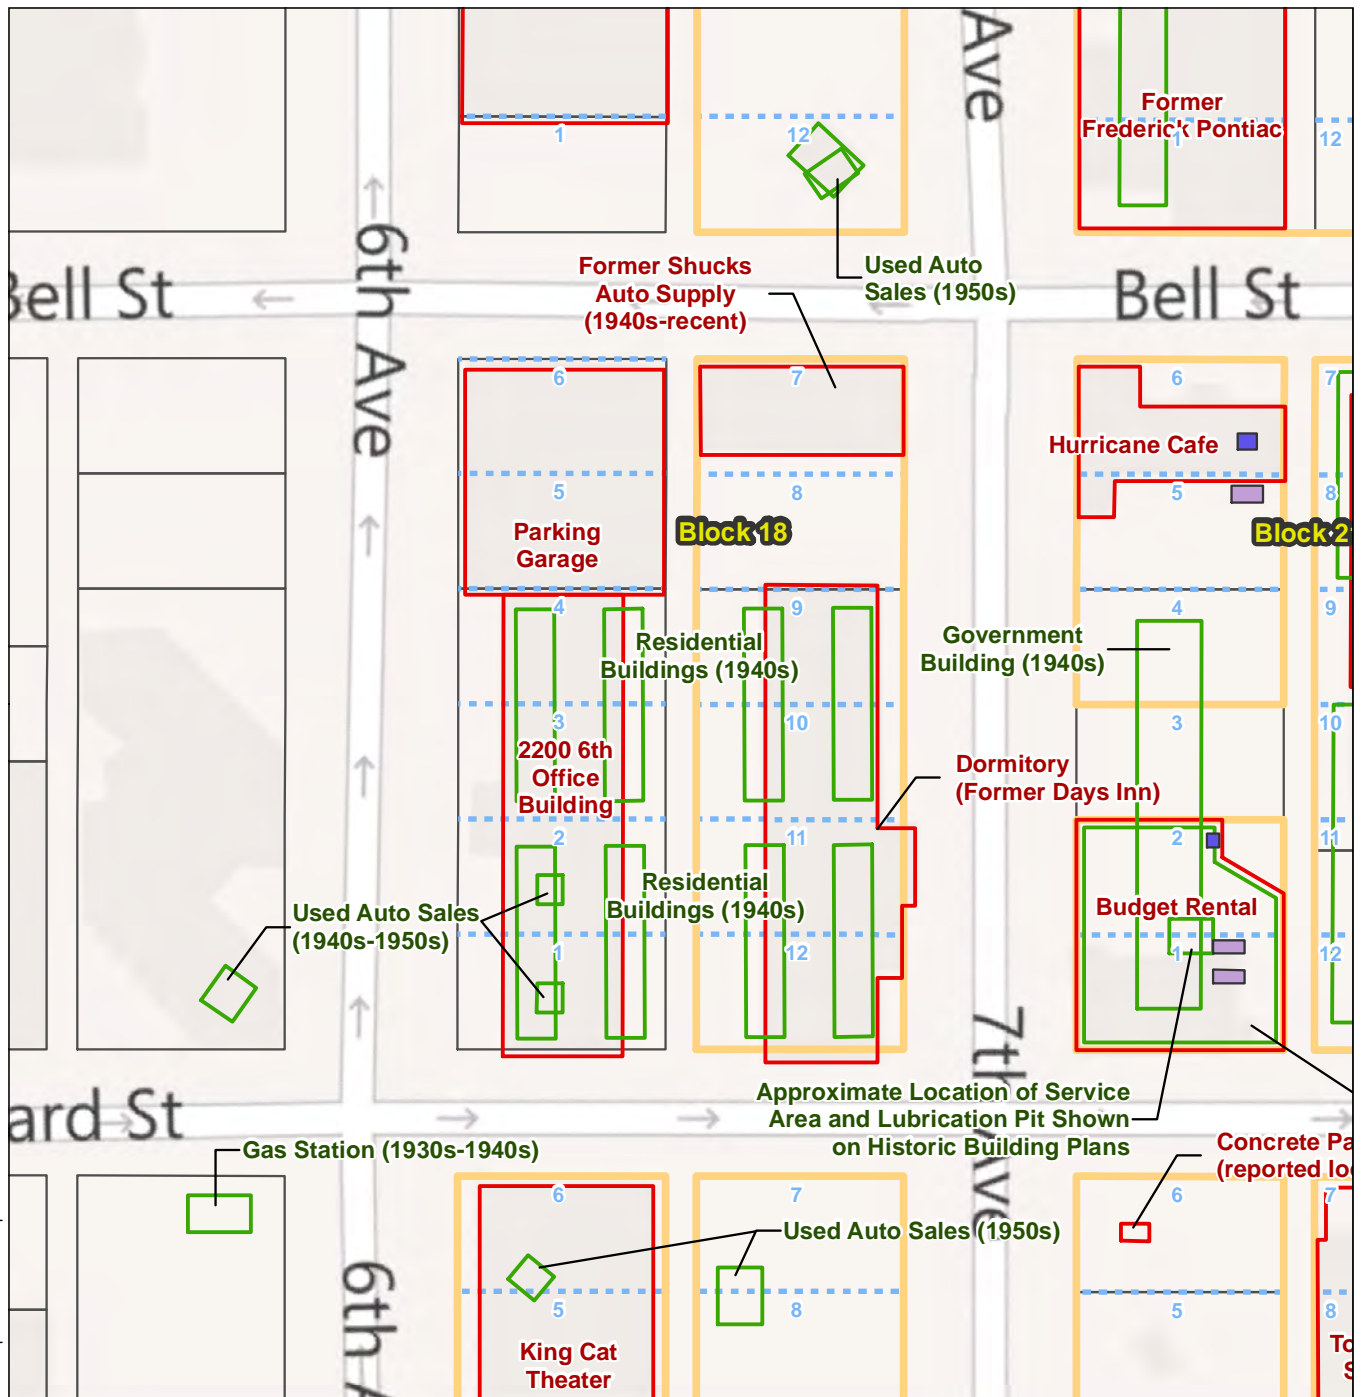 Ave
Former
Frederick Pontiac
1
12
1
12
6th Ave
Used Auto
Sales (1950s)
Former Shucks
Auto Supply
(1940s-recent)
Bell St
Bell St
6
7
6
7
Hurricane Cafe
5
8
5
8
Parking
Garage
Block 18
Block 2
4
9
4
9
Residential
Buildings (1940s)
Government
Building (1940s)
3
10
3
10
2200 6th
Office
Building
Dormitory
(Former Days Inn)
2
11
2
11
Residential
Buildings (1940s)
Budget Rental
Used Auto Sales
(1940s-1950s)
1
12
1
12
7th Ave
Approximate Location of Service
Area and Lubrication Pit Shown
on Historic Building Plans
ard St
Gas Station (1930s-1940s)
Concrete Pa
(reported lo
6
7
6
7
Used Auto Sales (1950s)
6th A
5
8
5
8
King Cat
Theater
To
S